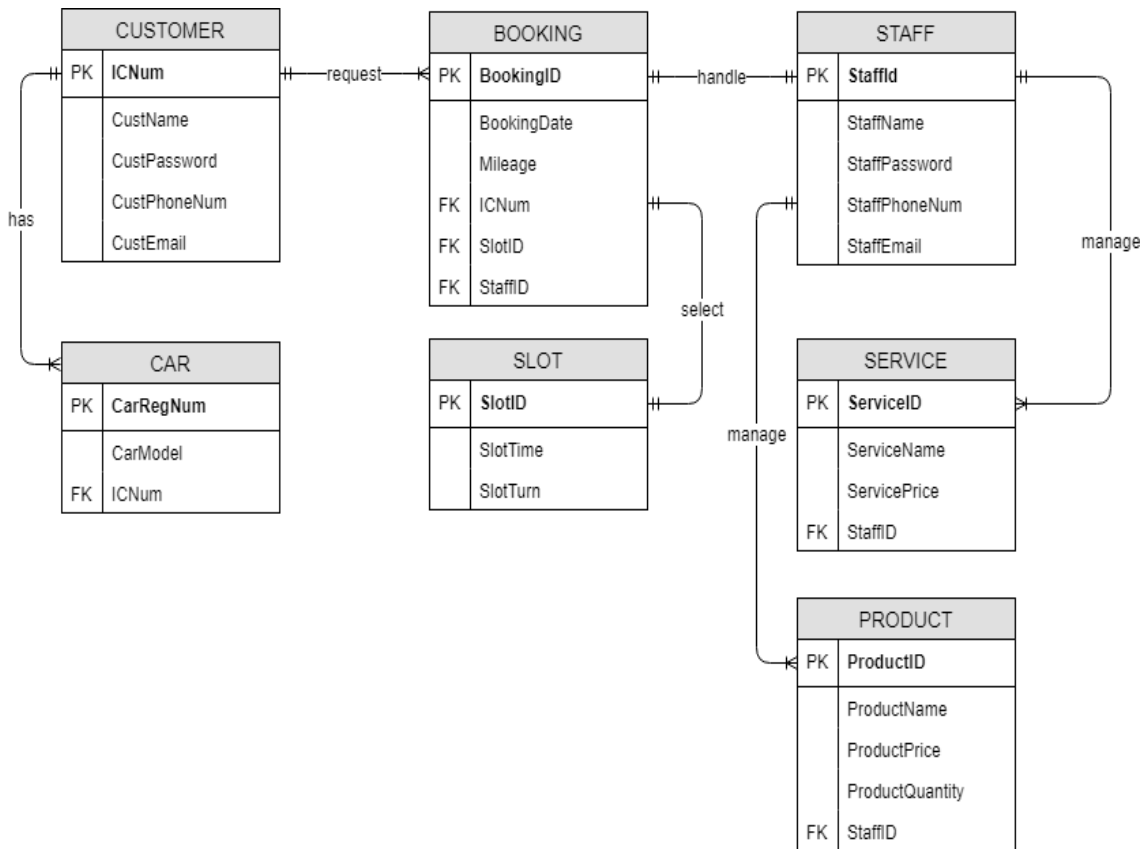 CUSTOMER
PK ICNum
CustName
CustPassword
CustPhoneNum
CustEmail
request
has
CAR
PK CarRegNum
CarModel
FK ICNum
BOOKING
PK BookingID
BookingDate
Mileage
FK ICNum
FK SlotID
FK StaffID
handle
select
SLOT
PK SlotID
SlotTime
SlotTurn
STAFF
PK StaffId
StaffName
StaffPassword
StaffPhoneNum
StaffEmail
manage
manage
SERVICE
PK ServiceID
ServiceName
ServicePrice
FK StaffID
PRODUCT
PK ProductID
ProductName
ProductPrice
ProductQuantity
FK StaffID